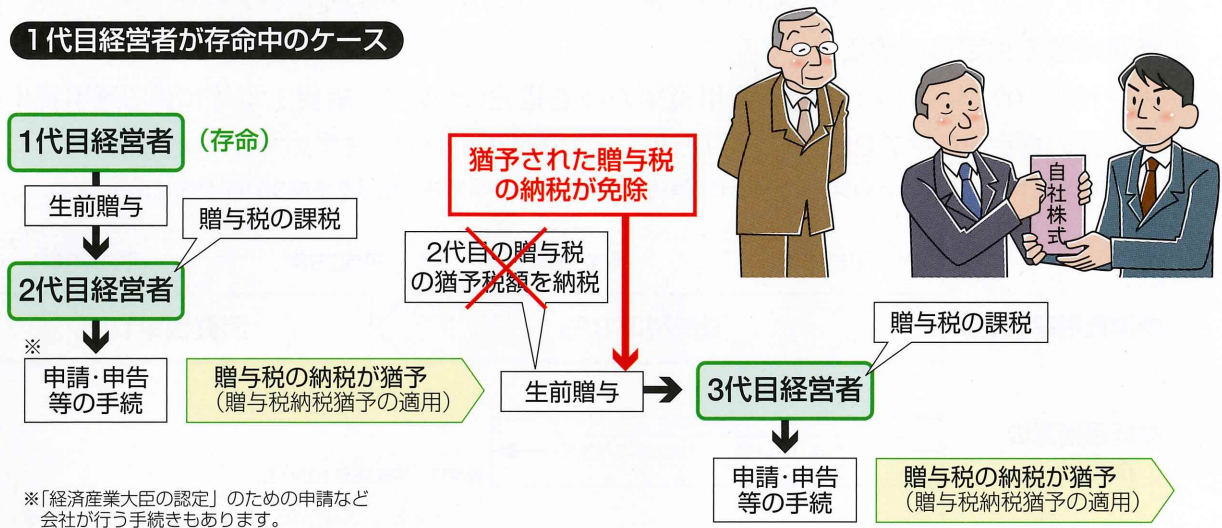 1代目経営者が存命中のケース
1代目経営者
(存命)
生前贈与
贈与税の課税
2代目経営者
※
申請・申告
等の手続
贈与税の納税が猶予
(贈与税納税猶予の適用)
猶予された贈与税
の納税が免除
2代目の贈与税
の猶予税額を納税
生前贈与
自社株式
贈与税の課税
3代目経営者
申請・申告
等の手続
贈与税の納税が猶予
(贈与税納税猶予の適用)
※「経済産業大臣の認定」のための申請など
会社が行う手続きもあります。